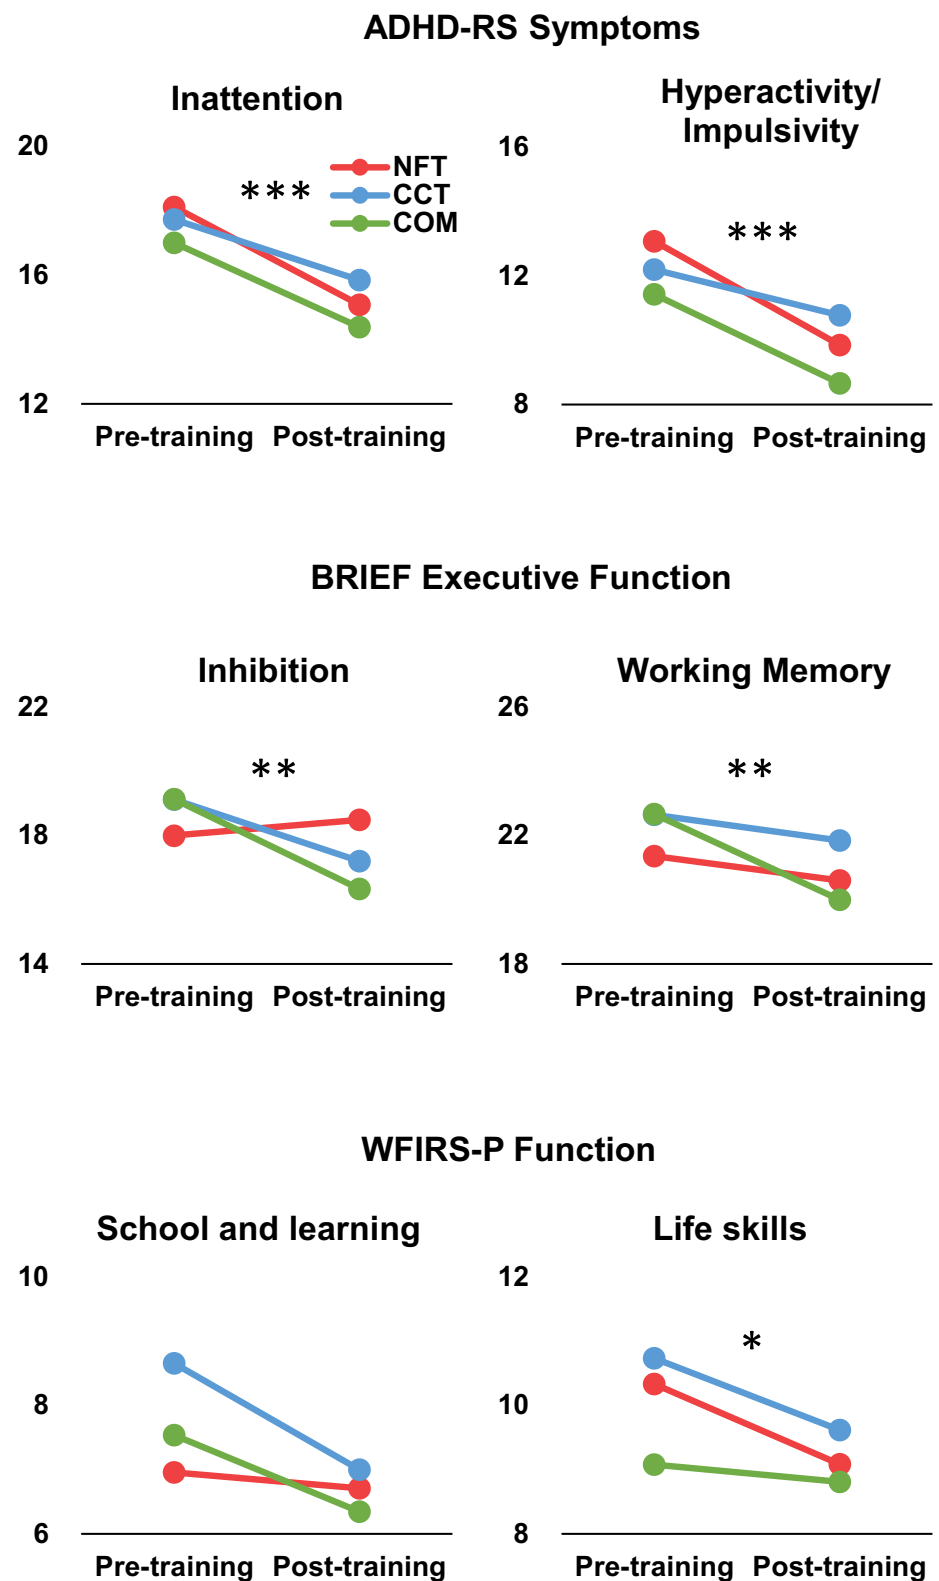 ADHD-RS Symptoms
Inattention
Hyperactivity/
Impulsivity
20
16
12
***
NFT
CCT
COM
Pre-training Post-training
16
12
8
***
Pre-training Post-training
BRIEF Executive Function
Inhibition
22
18
14
**
Pre-training Post-training
Working Memory
26
22
18
**
Pre-training Post-training
WFIRS-P Function
School and learning
10
8
6
Pre-training Post-training
Life skills
12
10
8
*
Pre-training Post-training